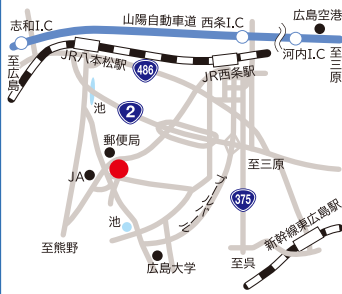 志和I.C
山陽自動車道 西条I.C
広島空港
河内I.C
至三原
至広島
JR八本松駅
486
JR西条駅
池
2
郵便局
JA
至三原
ブールバール
375
池
至熊野
広島大学
至呉
新幹線東広島駅